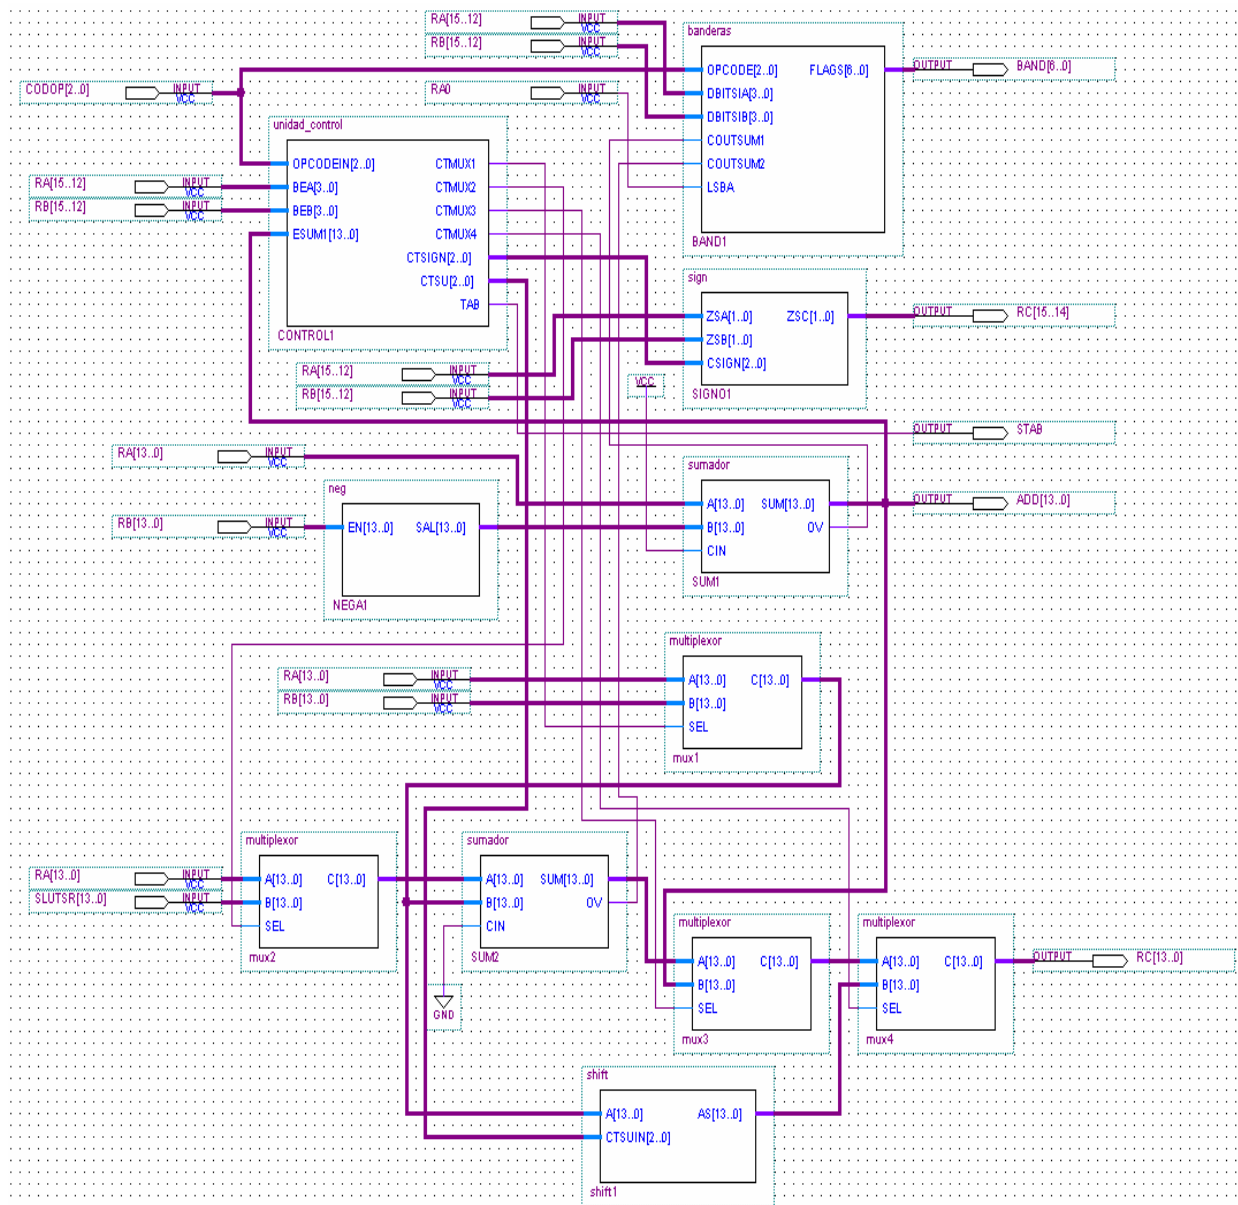 RA[15..12] INPUT VCC
RB[15..12] INPUT VCC
banderas
OPCODE[2..0] FLAGS[6..0] OUTPUT BAND[6..0]
CODOP[2..0] INPUT VCC
RA0 INPUT VCC
DBITSIA[3..0]
DBITSIB[3..0]
unidad_control
COUTSUM1
OPCODEIN[2..0] CTMUX1
COUTSUM2
RA[15..12] INPUT VCC
BEA[3..0] CTMUX2
LSBA
RB[15..12] INPUT VCC
BEB[3..0] CTMUX3
ESUM1[13..0] CTMUX4
BAND1
CTSIGN[2..0]
CTSU[2..0]
sign
TAB
ZSA[1..0] ZSC[1..0] OUTPUT RC[15..14]
CONTROL1
ZSB[1..0]
CSIGN[2..0]
RA[15..12] INPUT VCC
VCC
RB[15..12] INPUT VCC
SIGNO1
OUTPUT STAB
RA[13..0] INPUT VCC
sumador
neg
A[13..0] SUM[13..0] OUTPUT ADD[13..0]
RB[13..0] INPUT VCC
EN[13..0] SAL[13..0]
B[13..0] OV
CIN
SUM1
NEGA1
multiplexor
RA[13..0] INPUT VCC
A[13..0] C[13..0]
RB[13..0] INPUT VCC
B[13..0]
SEL
mux1
multiplexor
sumador
RA[13..0] INPUT VCC
A[13..0] C[13..0]
A[13..0] SUM[13..0]
SLUTSR[13..0] INPUT VCC
B[13..0]
B[13..0] OV
SEL
CIN
mux2
SUM2
multiplexor
multiplexor
A[13..0] C[13..0]
A[13..0] C[13..0]
OUTPUT RC[13..0]
B[13..0]
B[13..0]
SEL
SEL
GND
mux3
mux4
shift
A[13..0] AS[13..0]
CTSUIN[2..0]
shift1